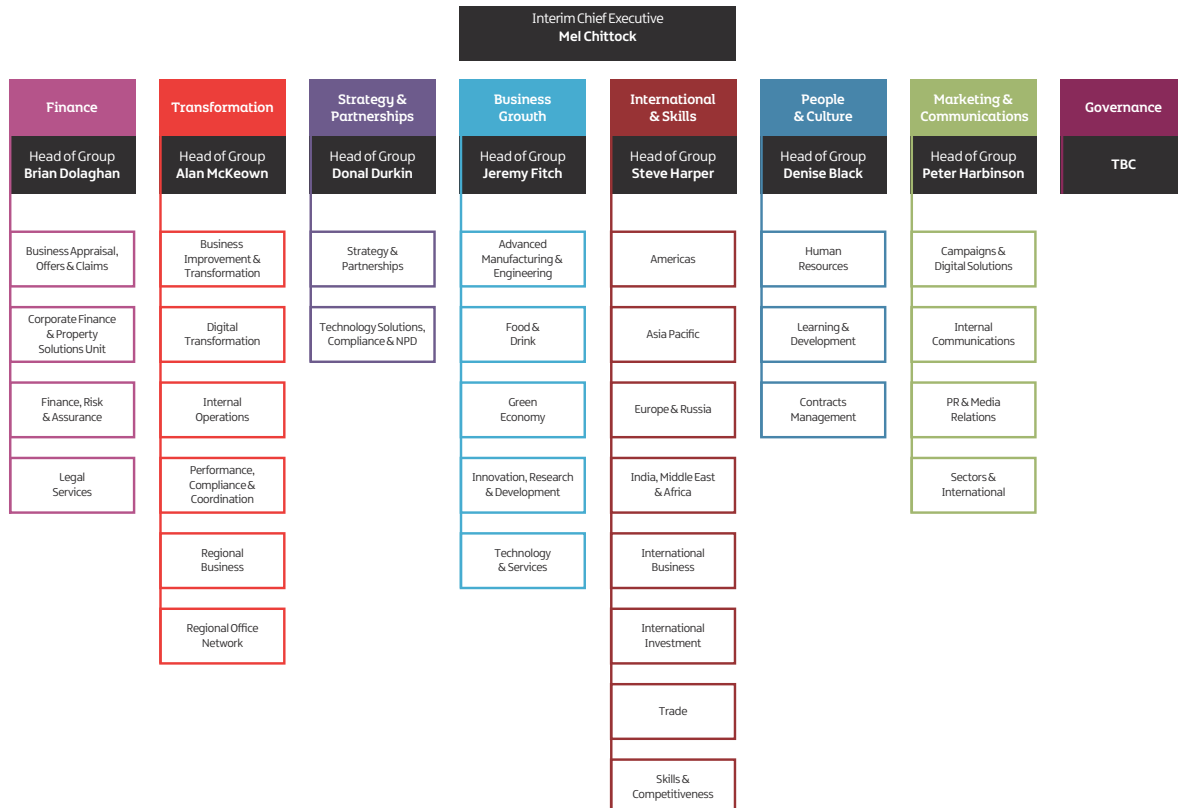 Interim Chief Executive
Mel Chittock
Finance
Head of Group
Brian Dolaghan
Business Appraisal,
Offers & Claims
Corporate Finance
& Property
Solutions Unit
Finance, Risk
& Assurance
Legal
Services
Transformation
Head of Group
Alan McKeown
Business
Improvement &
Transformation
Digital
Transformation
Internal
Operations
Performance,
Compliance &
Coordination
Regional
Business
Regional Office
Network
Strategy &
Partnerships
Head of Group
Donal Durkin
Strategy &
Partnerships
Technology Solutions,
Compliance & NPD
Business
Growth
Head of Group
Jeremy Fitch
Advanced
Manufacturing &
Engineering
Food &
Drink
Green
Economy
Innovation, Research
& Development
Technology
& Services
International
& Skills
Head of Group
Steve Harper
Americas
Asia Pacific
Europe & Russia
India, Middle East
& Africa
International
Business
International
Investment
Trade
Skills &
Competitiveness
People
& Culture
Head of Group
Denise Black
Human
Resources
Learning &
Development
Contracts
Management
Marketing &
Communications
Head of Group
Peter Harbinson
Campaigns &
Digital Solutions
Internal
Communications
PR & Media
Relations
Sectors &
International
Governance
TBC